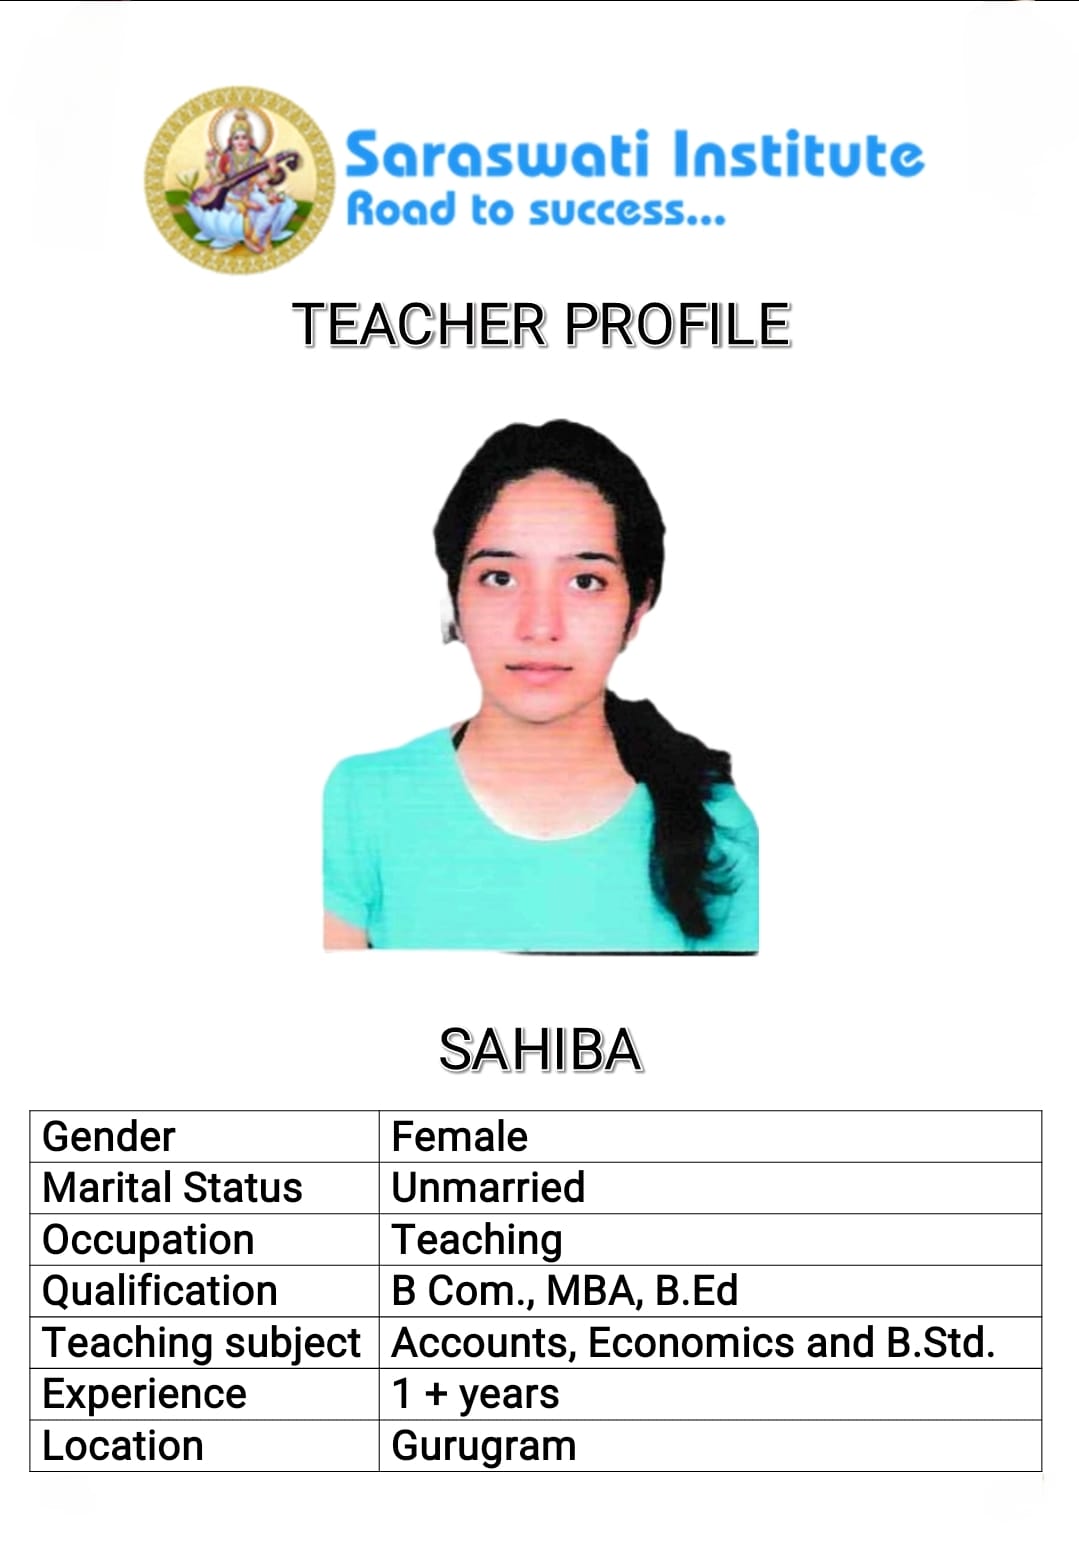 Saraswati Institute
Road to success...
TEACHER PROFILE
SAHIBA
Gender Female
Marital Status Unmarried
Occupation Teaching
Qualification B Com., MBA, B.Ed
Teaching subject Accounts, Economics and B.Std.
Experience 1 + years
Location Gurugram